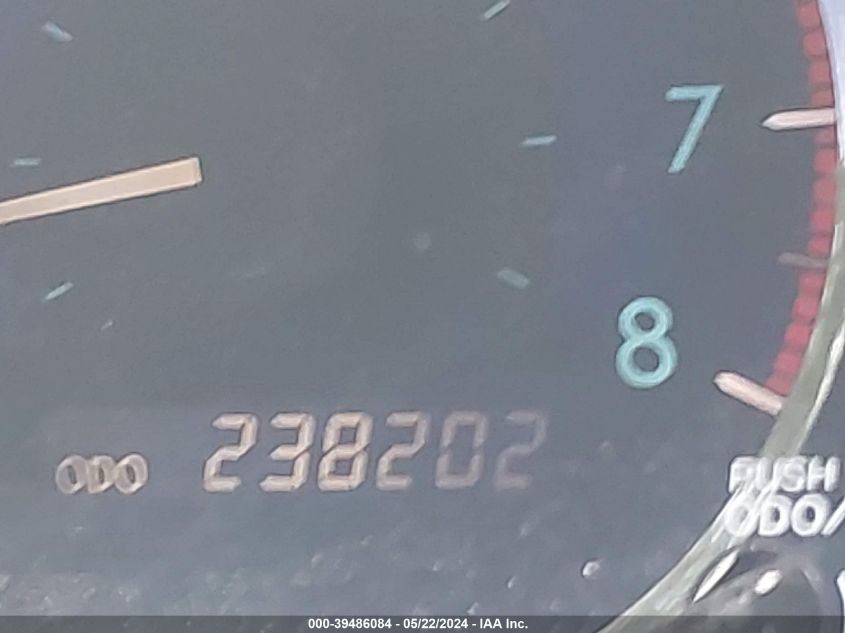 7
8
ODO 238202
PUSH
ODO/
000-39486084 - 05/22/2024 - IAA Inc.